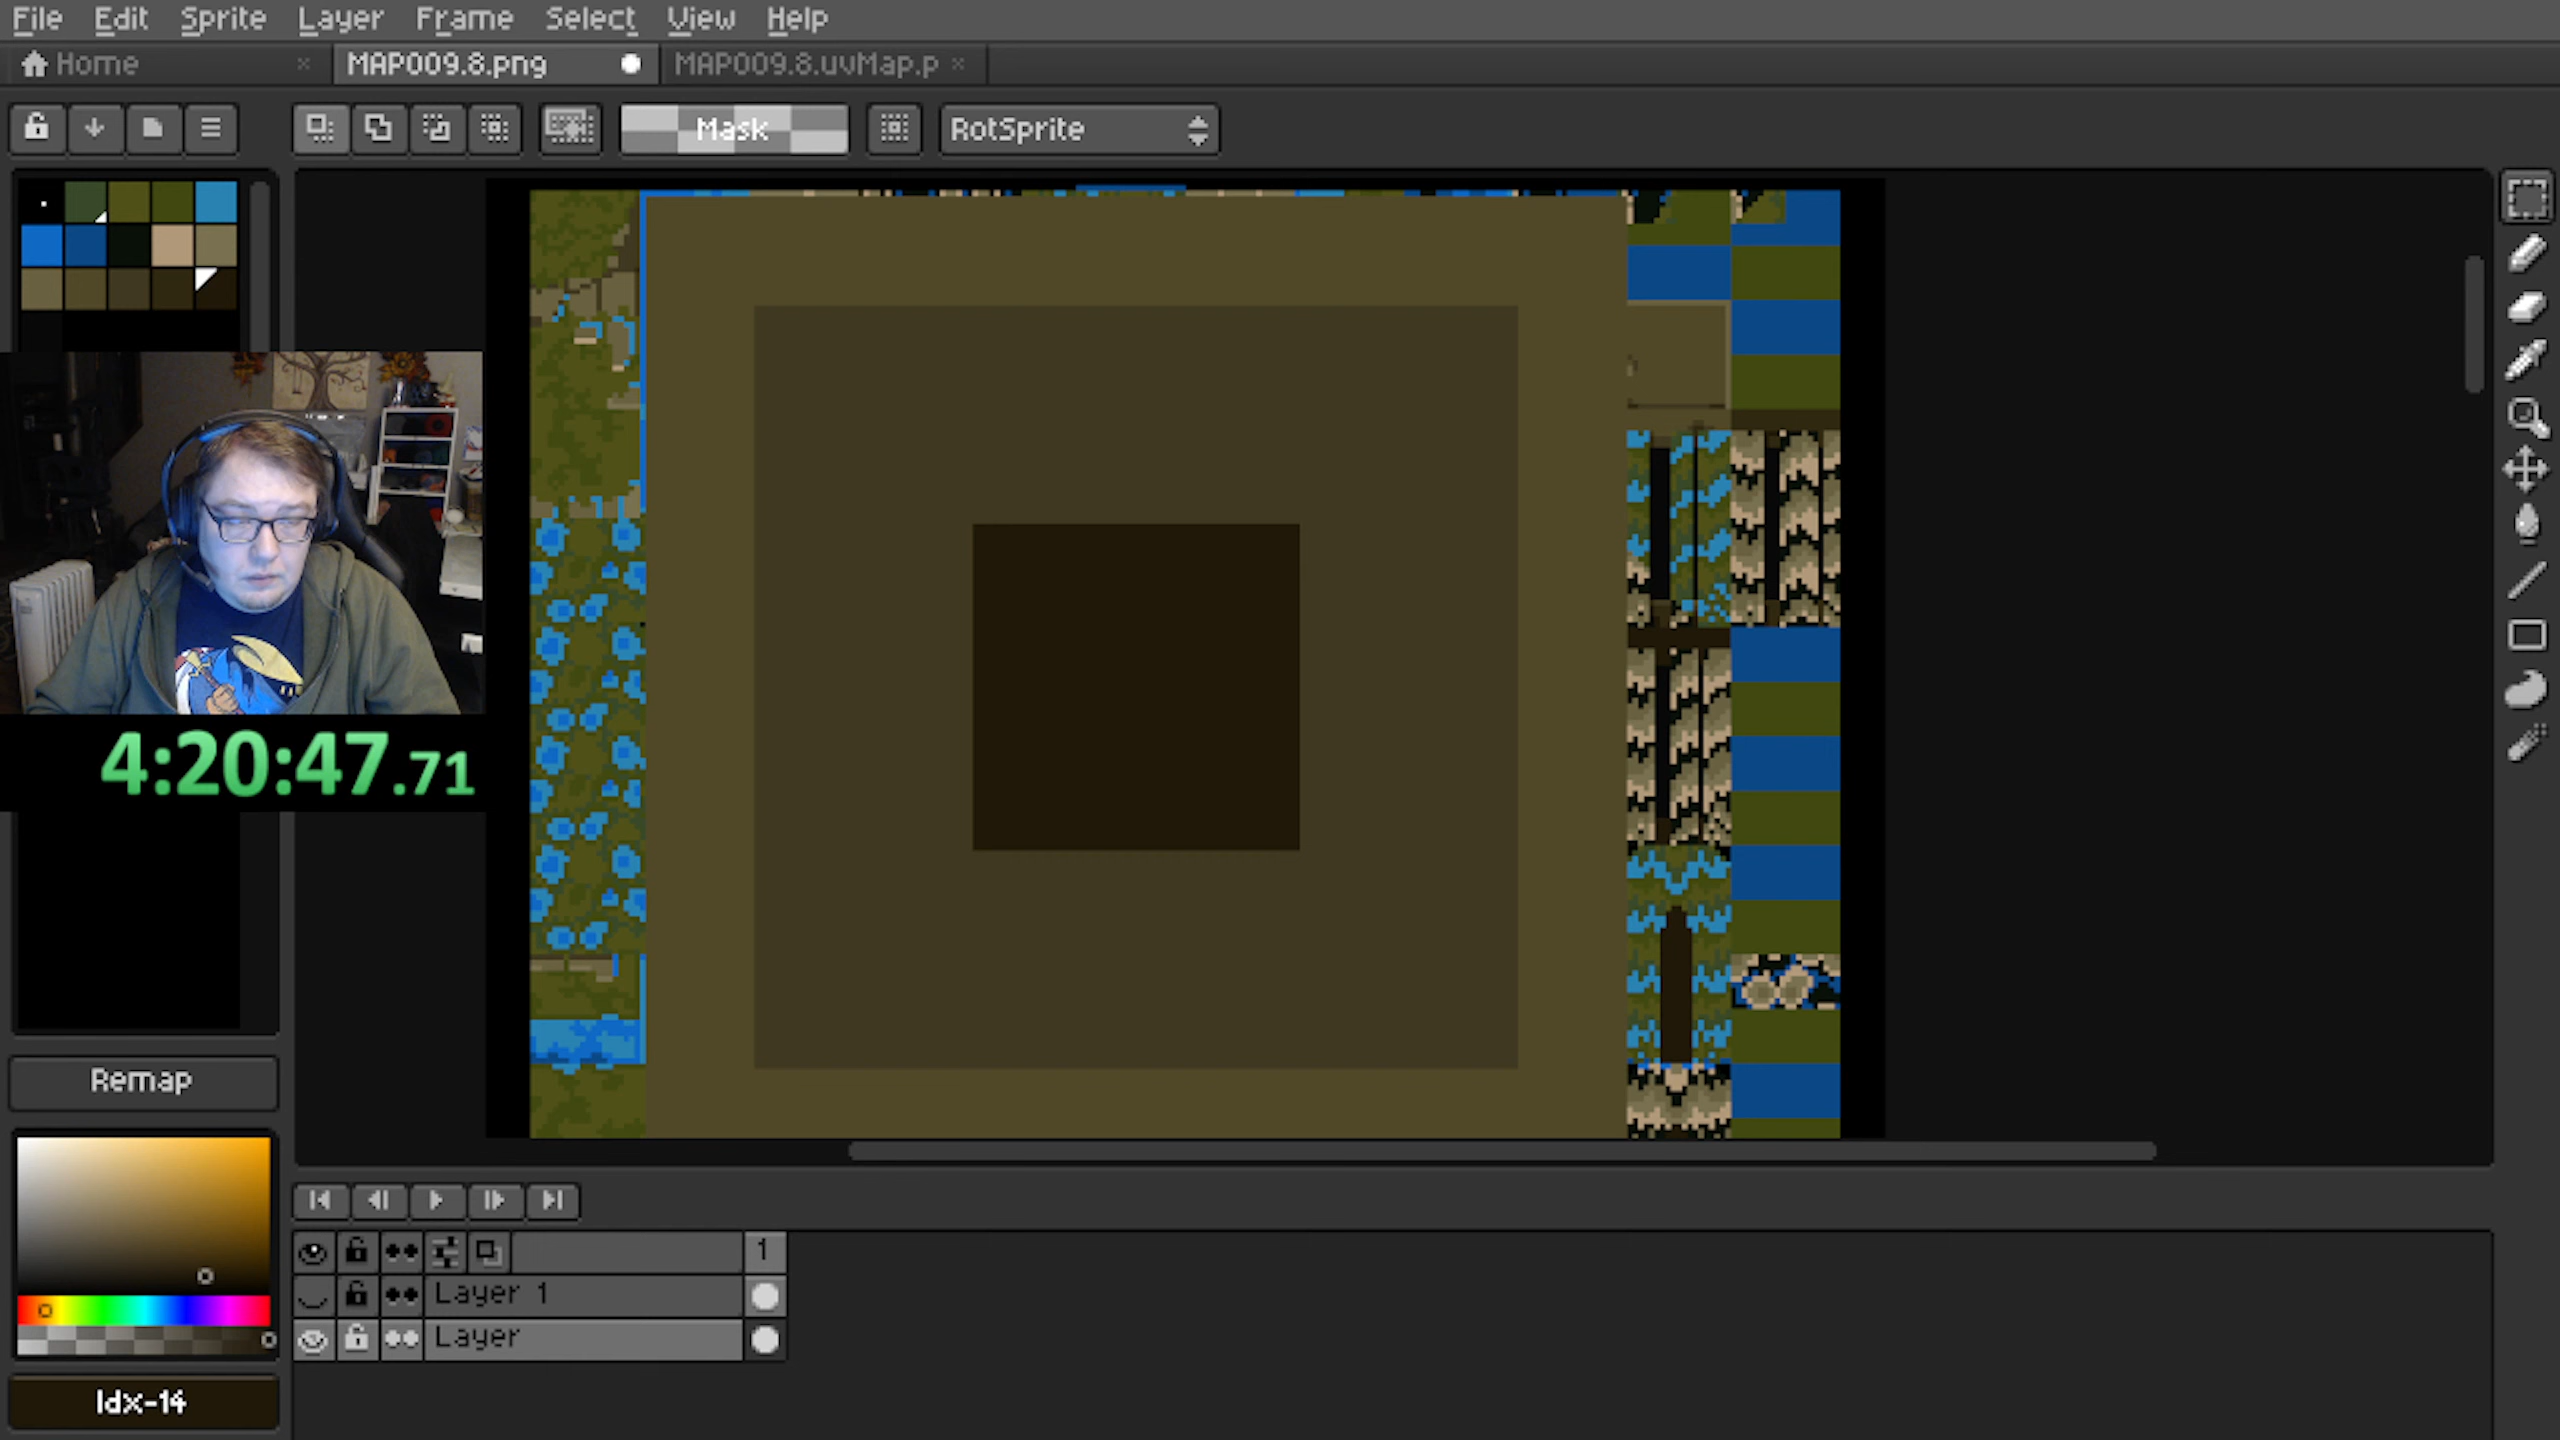 File Edit Sprite Layer Frame Select View Help
Home MAP009.8.png MAP009.8.uvMap.p
Mask RotSprite
4:20:47.71
Remap
1
Layer 1
Layer
Idx-14